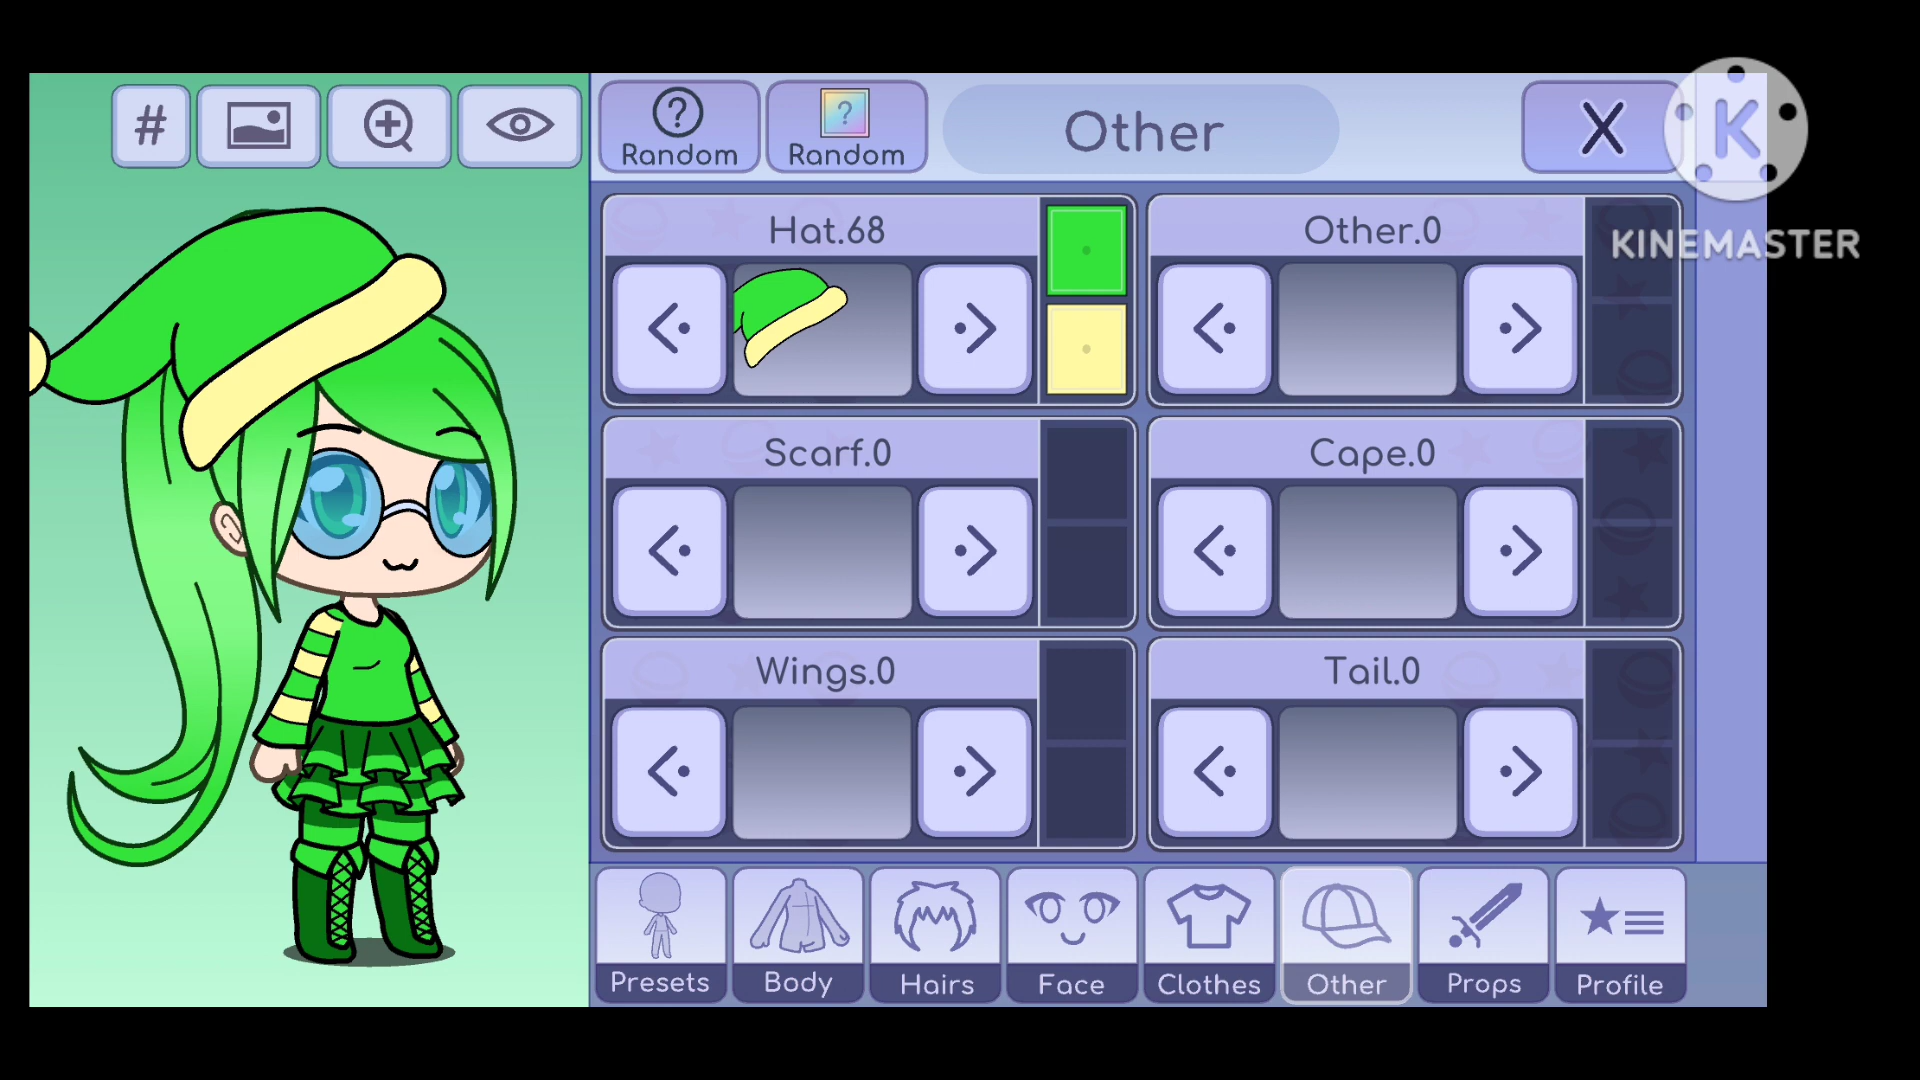 #
? Random
? Random
Other
X
K
KINEMASTER
Hat.68
Other.0
Scarf.0
Cape.0
Wings.0
Tail.0
Presets
Body
Hairs
Face
Clothes
Other
Props
Profile